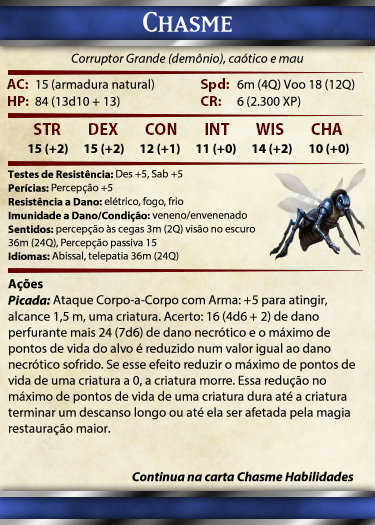 CHASME
Corruptor Grande (demônio), caótico e mau
AC: 15 (armadura natural) Spd: 6m (4Q) Voo 18 (12Q)
HP: 84 (13d10 + 13) CR: 6 (2.300 XP)
STR DEX CON INT WIS CHA
15 (+2) 15 (+2) 12 (+1) 11 (+0) 14 (+2) 10 (+0)
Testes de Resistência: Des +5, Sab +5
Perícias: Percepção +5
Resistência a Dano: elétrico, fogo, frio
Imunidade a Dano/Condição: veneno/envenenado
Sentidos: percepção às cegas 3m (2Q) visão no escuro
36m (24Q), Percepção passiva 15
Idiomas: Abissal, telepatia 36m (24Q)
Ações
Picada: Ataque Corpo-a-Corpo com Arma: +5 para atingir,
alcance 1,5 m, uma criatura. Acerto: 16 (4d6 + 2) de dano
perfurante mais 24 (7d6) de dano necrótico e o máximo de
pontos de vida do alvo é reduzido num valor igual ao dano
necrótico sofrido. Se esse efeito reduzir o máximo de pontos de
vida de uma criatura a 0, a criatura morre. Essa redução no
máximo de pontos de vida de uma criatura dura até a criatura
terminar um descanso longo ou até ela ser afetada pela magia
restauração maior.
Continua na carta Chasme Habilidades